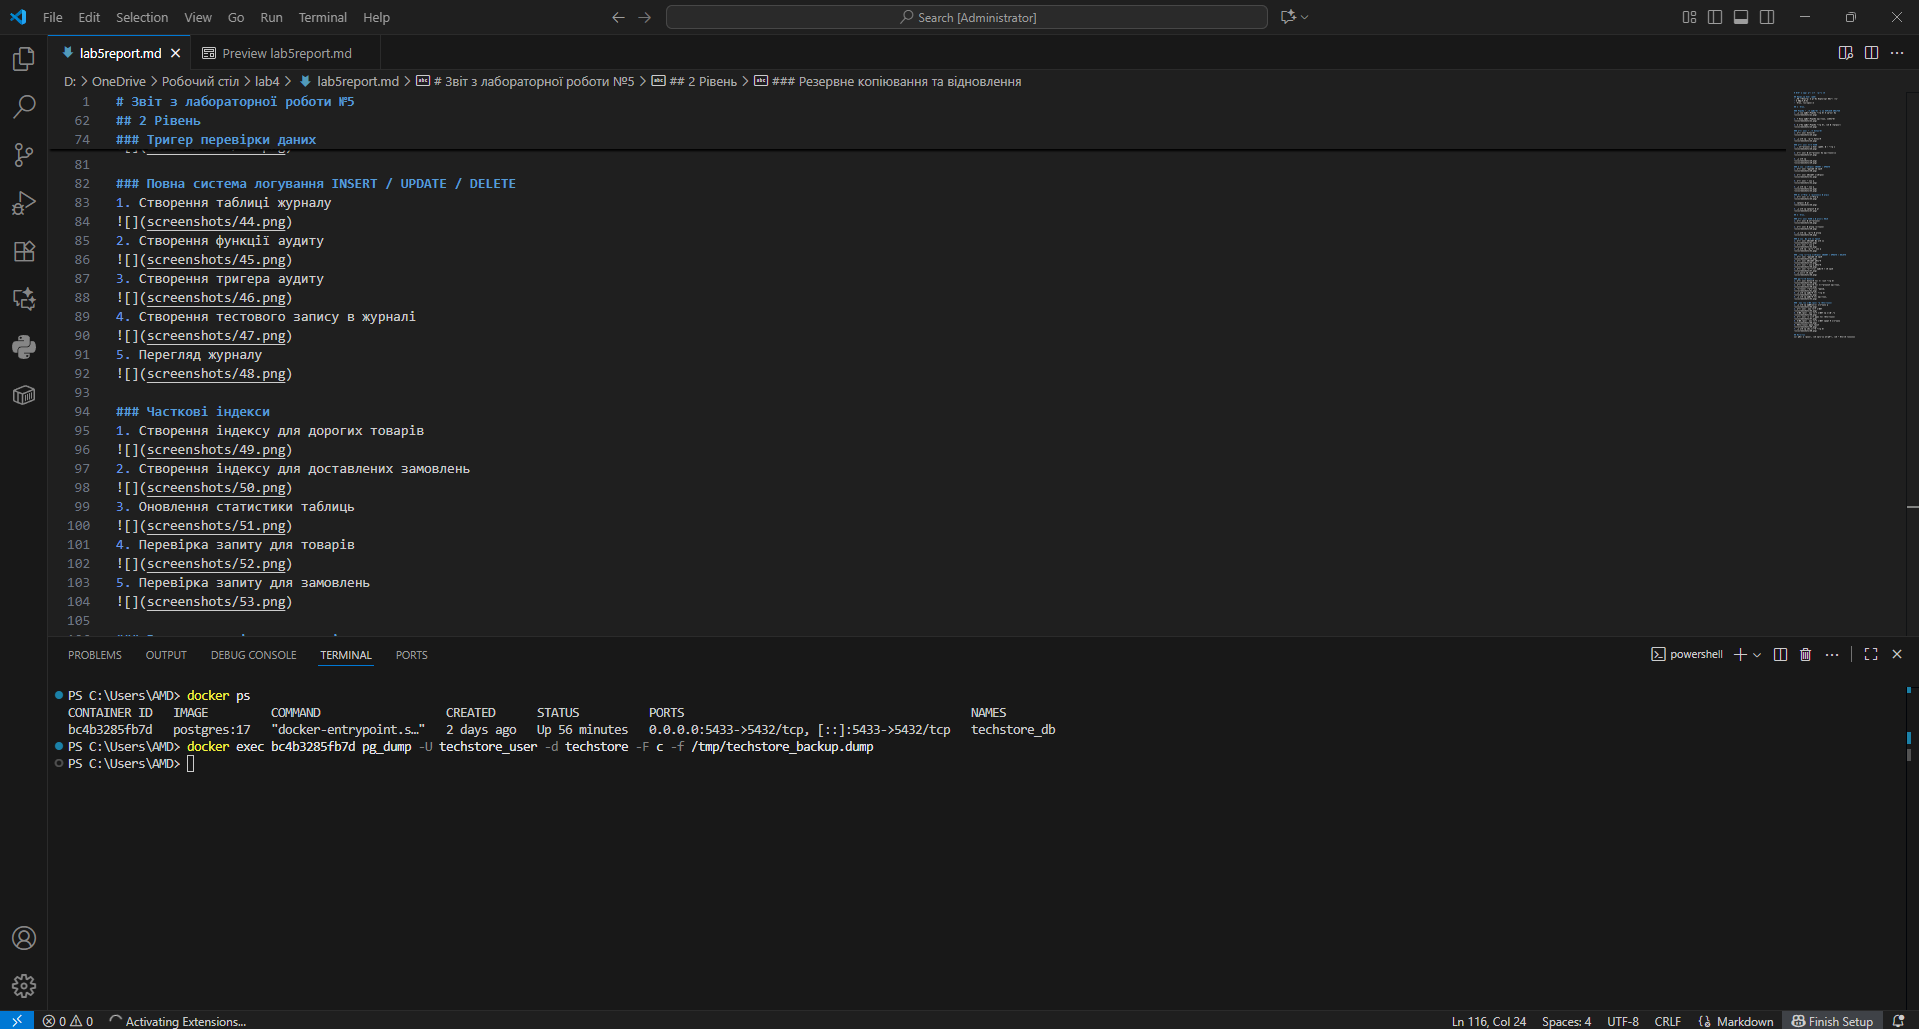 File Edit Selection View Go Run Terminal Help
Search [Administrator]
lab5report.md
Preview lab5report.md
D: > OneDrive > Робочий стіл > lab4 > lab5report.md > # Звіт з лабораторної роботи №5 > ## 2 Рівень > ### Резервне копіювання та відновлення
1 # Звіт з лабораторної роботи №5
62 ## 2 Рівень
74 ### Тригер перевірки даних
81
82 ### Повна система логування INSERT / UPDATE / DELETE
83 1. Створення таблиці журналу
84 ![](screenshots/44.png)
85 2. Створення функції аудиту
86 ![](screenshots/45.png)
87 3. Створення тригера аудиту
88 ![](screenshots/46.png)
89 4. Створення тестового запису в журналі
90 ![](screenshots/47.png)
91 5. Перегляд журналу
92 ![](screenshots/48.png)
93
94 ### Часткові індекси
95 1. Створення індексу для дорогих товарів
96 ![](screenshots/49.png)
97 2. Створення індексу для доставлених замовлень
98 ![](screenshots/50.png)
99 3. Оновлення статистики таблиць
100 ![](screenshots/51.png)
101 4. Перевірка запиту для товарів
102 ![](screenshots/52.png)
103 5. Перевірка запиту для замовлень
104 ![](screenshots/53.png)
105
PROBLEMS OUTPUT DEBUG CONSOLE TERMINAL PORTS
powershell
PS C:\Users\AMD> docker ps
CONTAINER ID IMAGE COMMAND CREATED STATUS PORTS NAMES
bc4b3285fb7d postgres:17 "docker-entrypoint.s…" 2 days ago Up 56 minutes 0.0.0.0:5433->5432/tcp, [::]:5433->5432/tcp techstore_db
PS C:\Users\AMD> docker exec bc4b3285fb7d pg_dump -U techstore_user -d techstore -F c -f /tmp/techstore_backup.dump
PS C:\Users\AMD>
0 0 Activating Extensions...
Ln 116, Col 24 Spaces: 4 UTF-8 CRLF {} Markdown Finish Setup